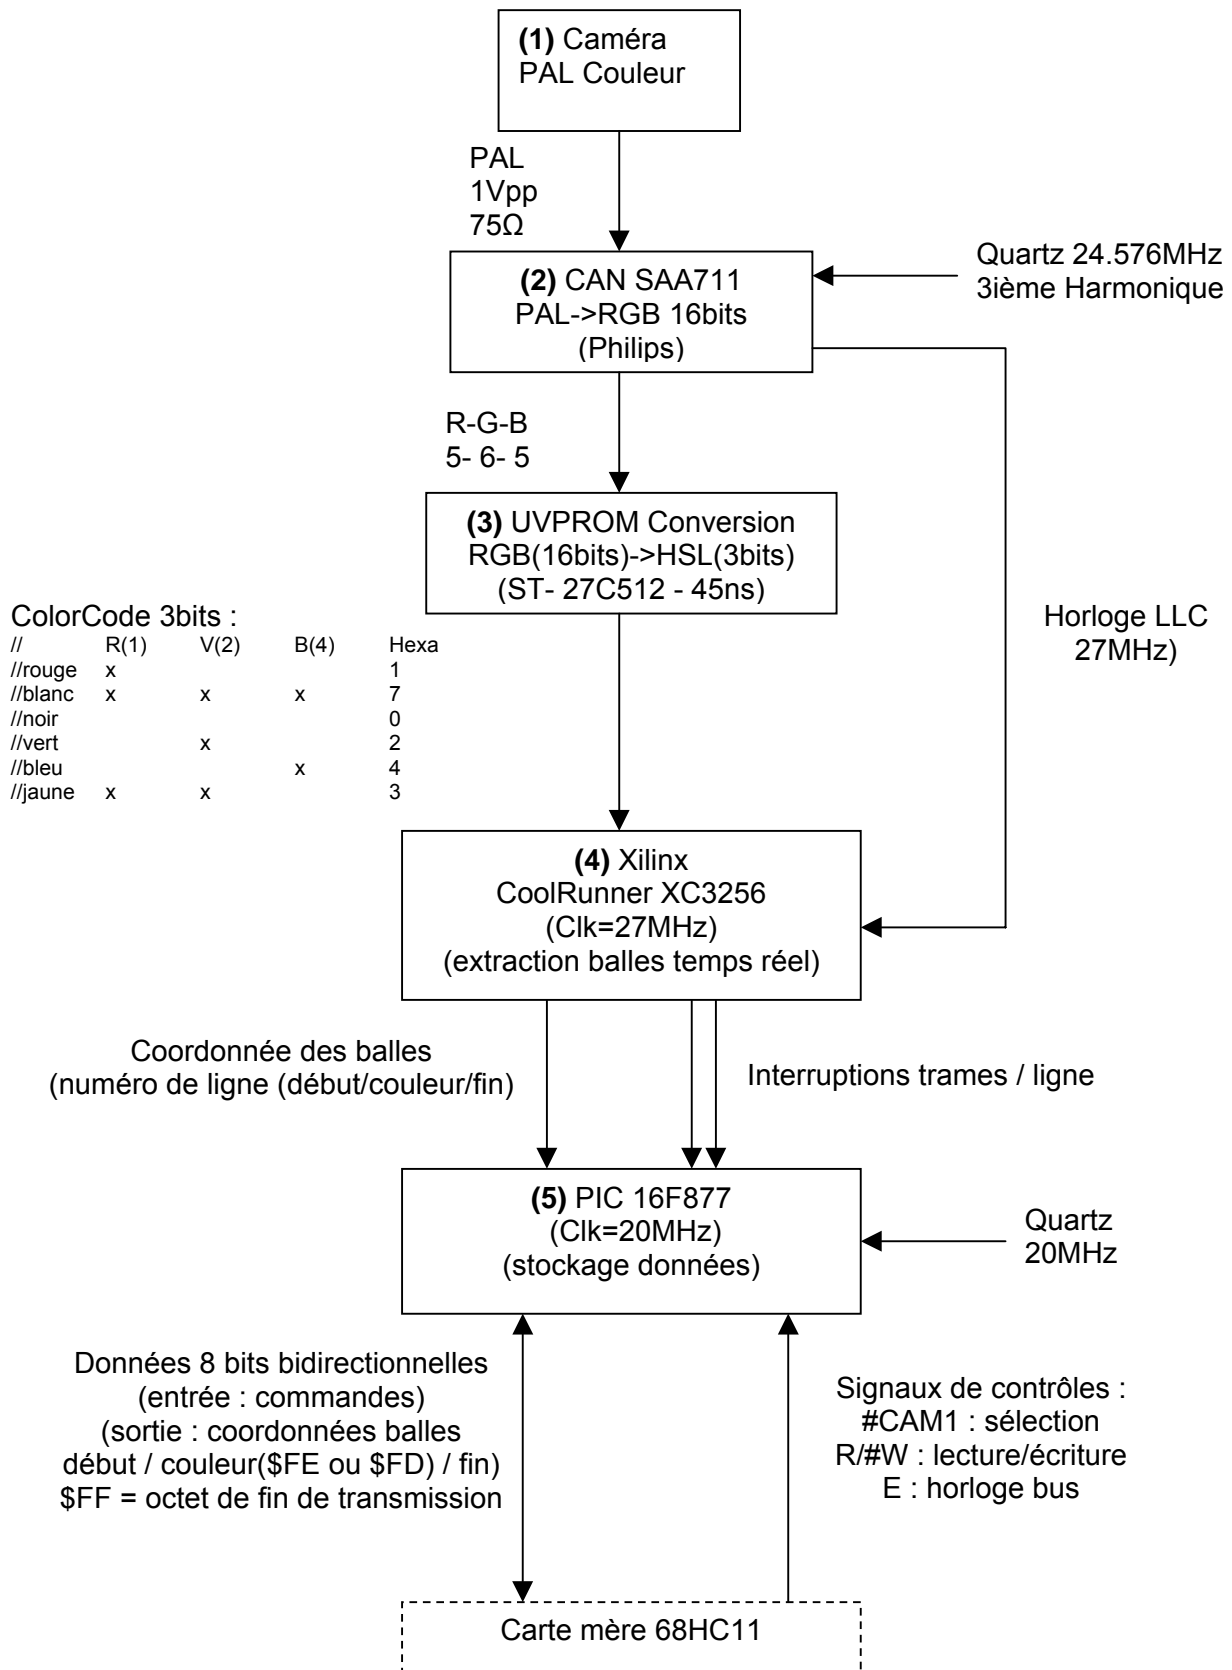 (1) Caméra
PAL Couleur
PAL
1Vpp
75Ω
Quartz 24.576MHz
3ième Harmonique
(2) CAN SAA711
PAL->RGB 16bits
(Philips)
R-G-B
5- 6- 5
(3) UVPROM Conversion
RGB(16bits)->HSL(3bits)
(ST- 27C512 - 45ns)
Horloge LLC
27MHz)
ColorCode 3bits :
// R(1) V(2) B(4) Hexa
//rouge x 1
//blanc x x x 7
//noir 0
//vert x 2
//bleu x 4
//jaune x x 3
(4) Xilinx
CoolRunner XC3256
(Clk=27MHz)
(extraction balles temps réel)
Coordonnée des balles
(numéro de ligne (début/couleur/fin)
Interruptions trames / ligne
(5) PIC 16F877
(Clk=20MHz)
(stockage données)
Quartz
20MHz
Données 8 bits bidirectionnelles
(entrée : commandes)
(sortie : coordonnées balles
début / couleur($FE ou $FD) / fin)
$FF = octet de fin de transmission
Signaux de contrôles :
#CAM1 : sélection
R/#W : lecture/écriture
E : horloge bus
Carte mère 68HC11